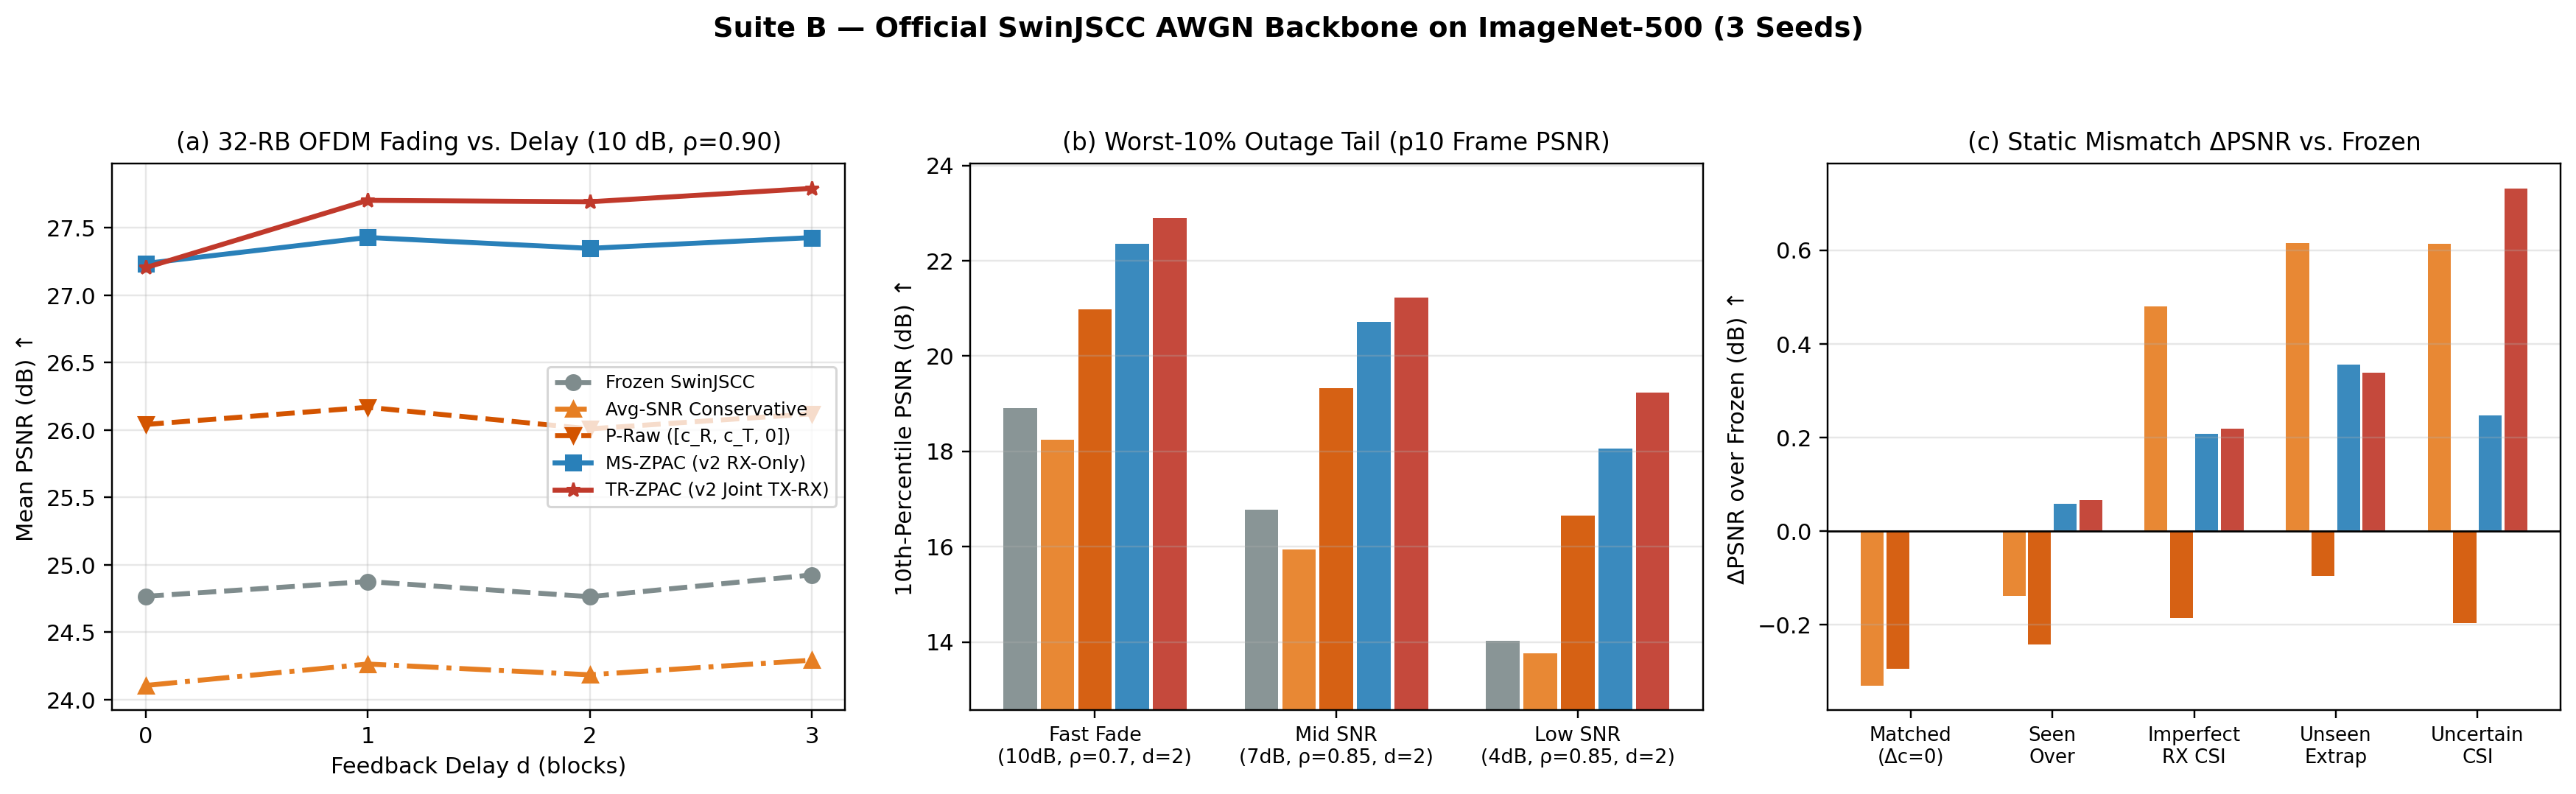 Suite B — Official SwinJSCC AWGN Backbone on ImageNet-500 (3 Seeds)
(a) 32-RB OFDM Fading vs. Delay (10 dB, ρ=0.90)
Mean PSNR (dB) ↑
27.5
27.0
26.5
26.0
25.5
25.0
24.5
24.0
Frozen SwinJSCC
Avg-SNR Conservative
P-Raw ([c_R, c_T, 0])
MS-ZPAC (v2 RX-Only)
TR-ZPAC (v2 Joint TX-RX)
0 1 2 3
Feedback Delay d (blocks)
(b) Worst-10% Outage Tail (p10 Frame PSNR)
10th-Percentile PSNR (dB) ↑
24
22
20
18
16
14
Fast Fade
(10dB, ρ=0.7, d=2)
Mid SNR
(7dB, ρ=0.85, d=2)
Low SNR
(4dB, ρ=0.85, d=2)
(c) Static Mismatch ΔPSNR vs. Frozen
ΔPSNR over Frozen (dB) ↑
0.6
0.4
0.2
0.0
−0.2
Matched
(Δc=0)
Seen
Over
Imperfect
RX CSI
Unseen
Extrap
Uncertain
CSI